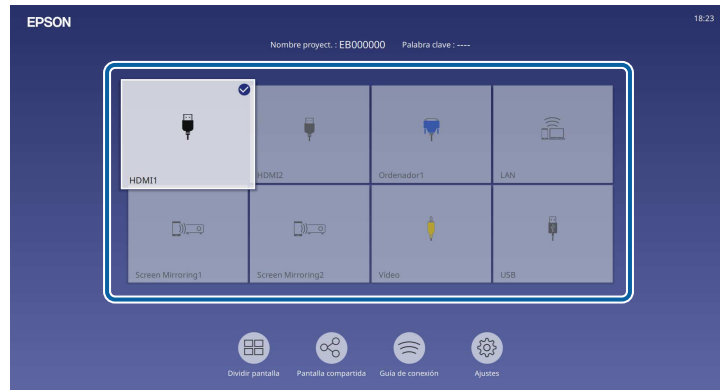 EPSON
18:23
Nombre proyect. : EB000000 Palabra clave : ----
HDMI1
HDMI2
Ordenador1
LAN
Screen Mirroring1
Screen Mirroring2
Video
USB
Dividir pantalla
Pantalla compartida
Guía de conexión
Ajustes